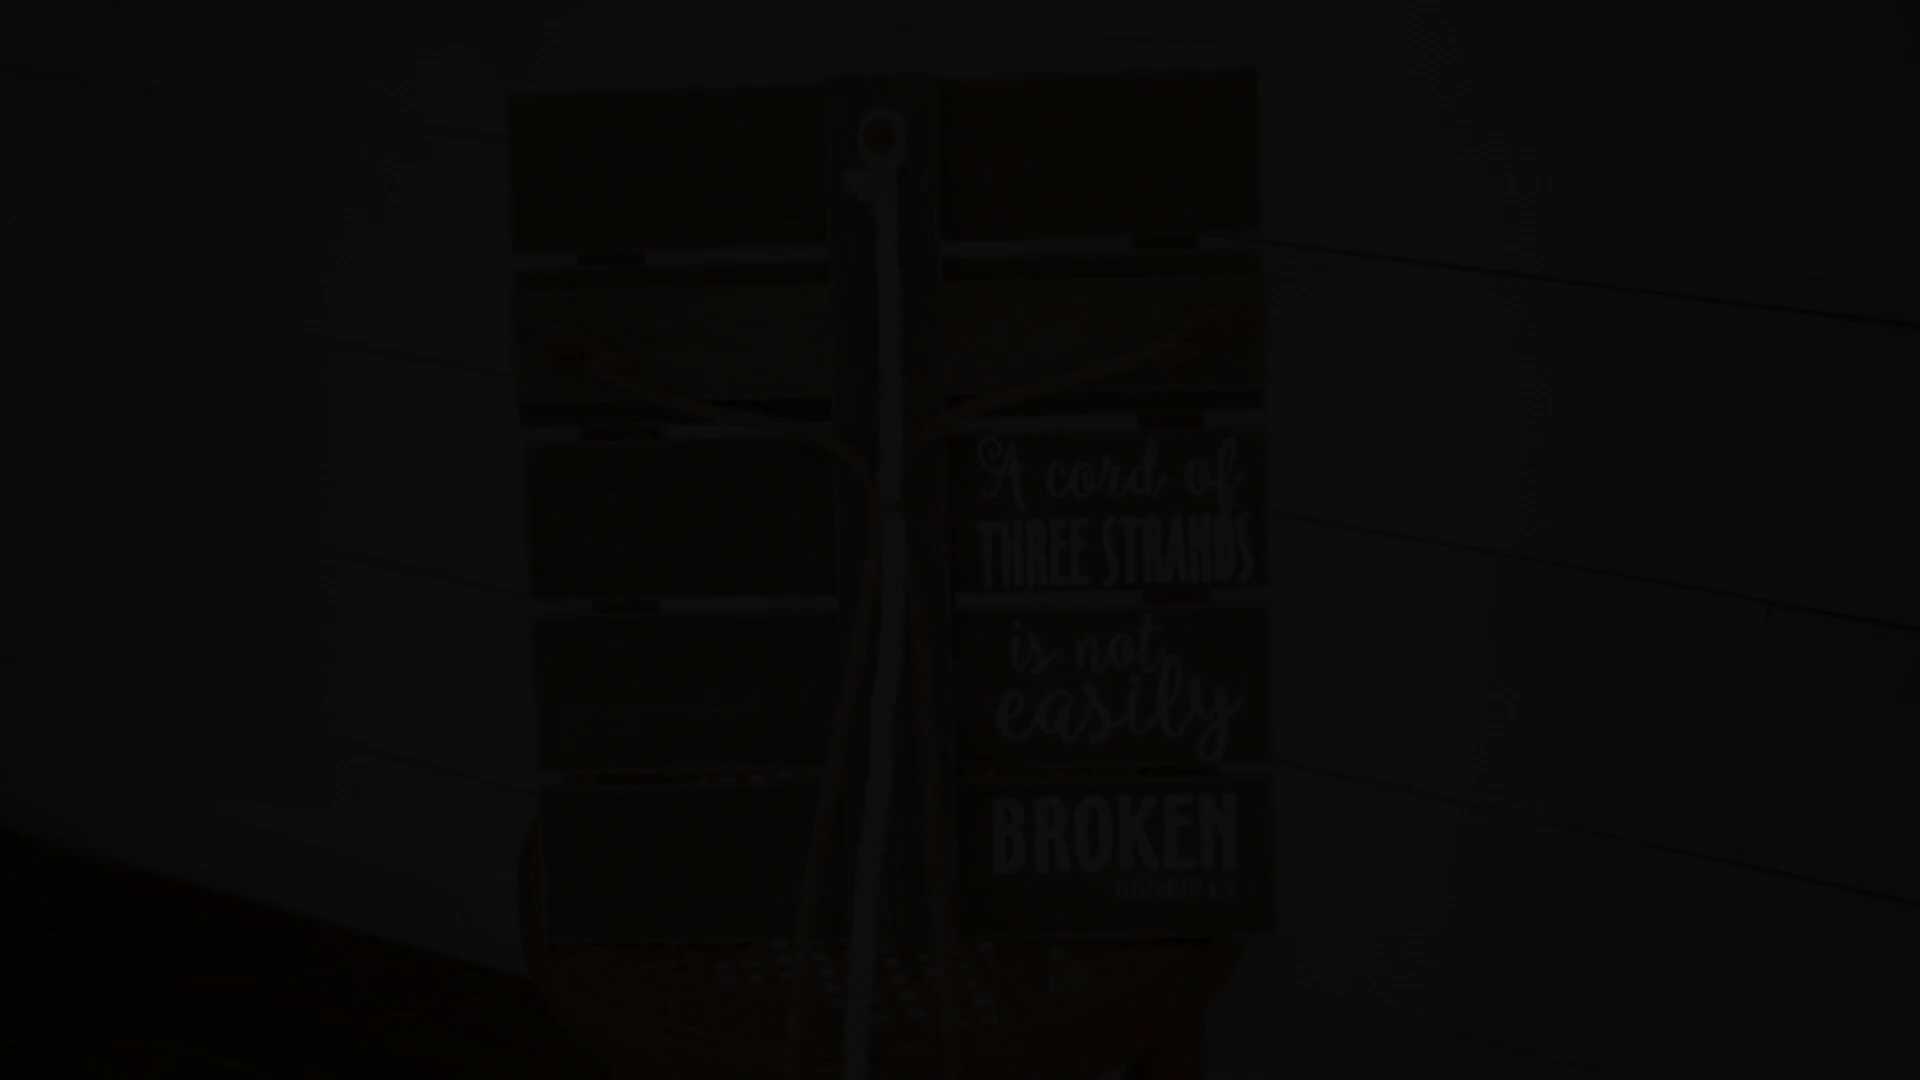 A cord of
THREE STRANDS
is not
easily
BROKEN